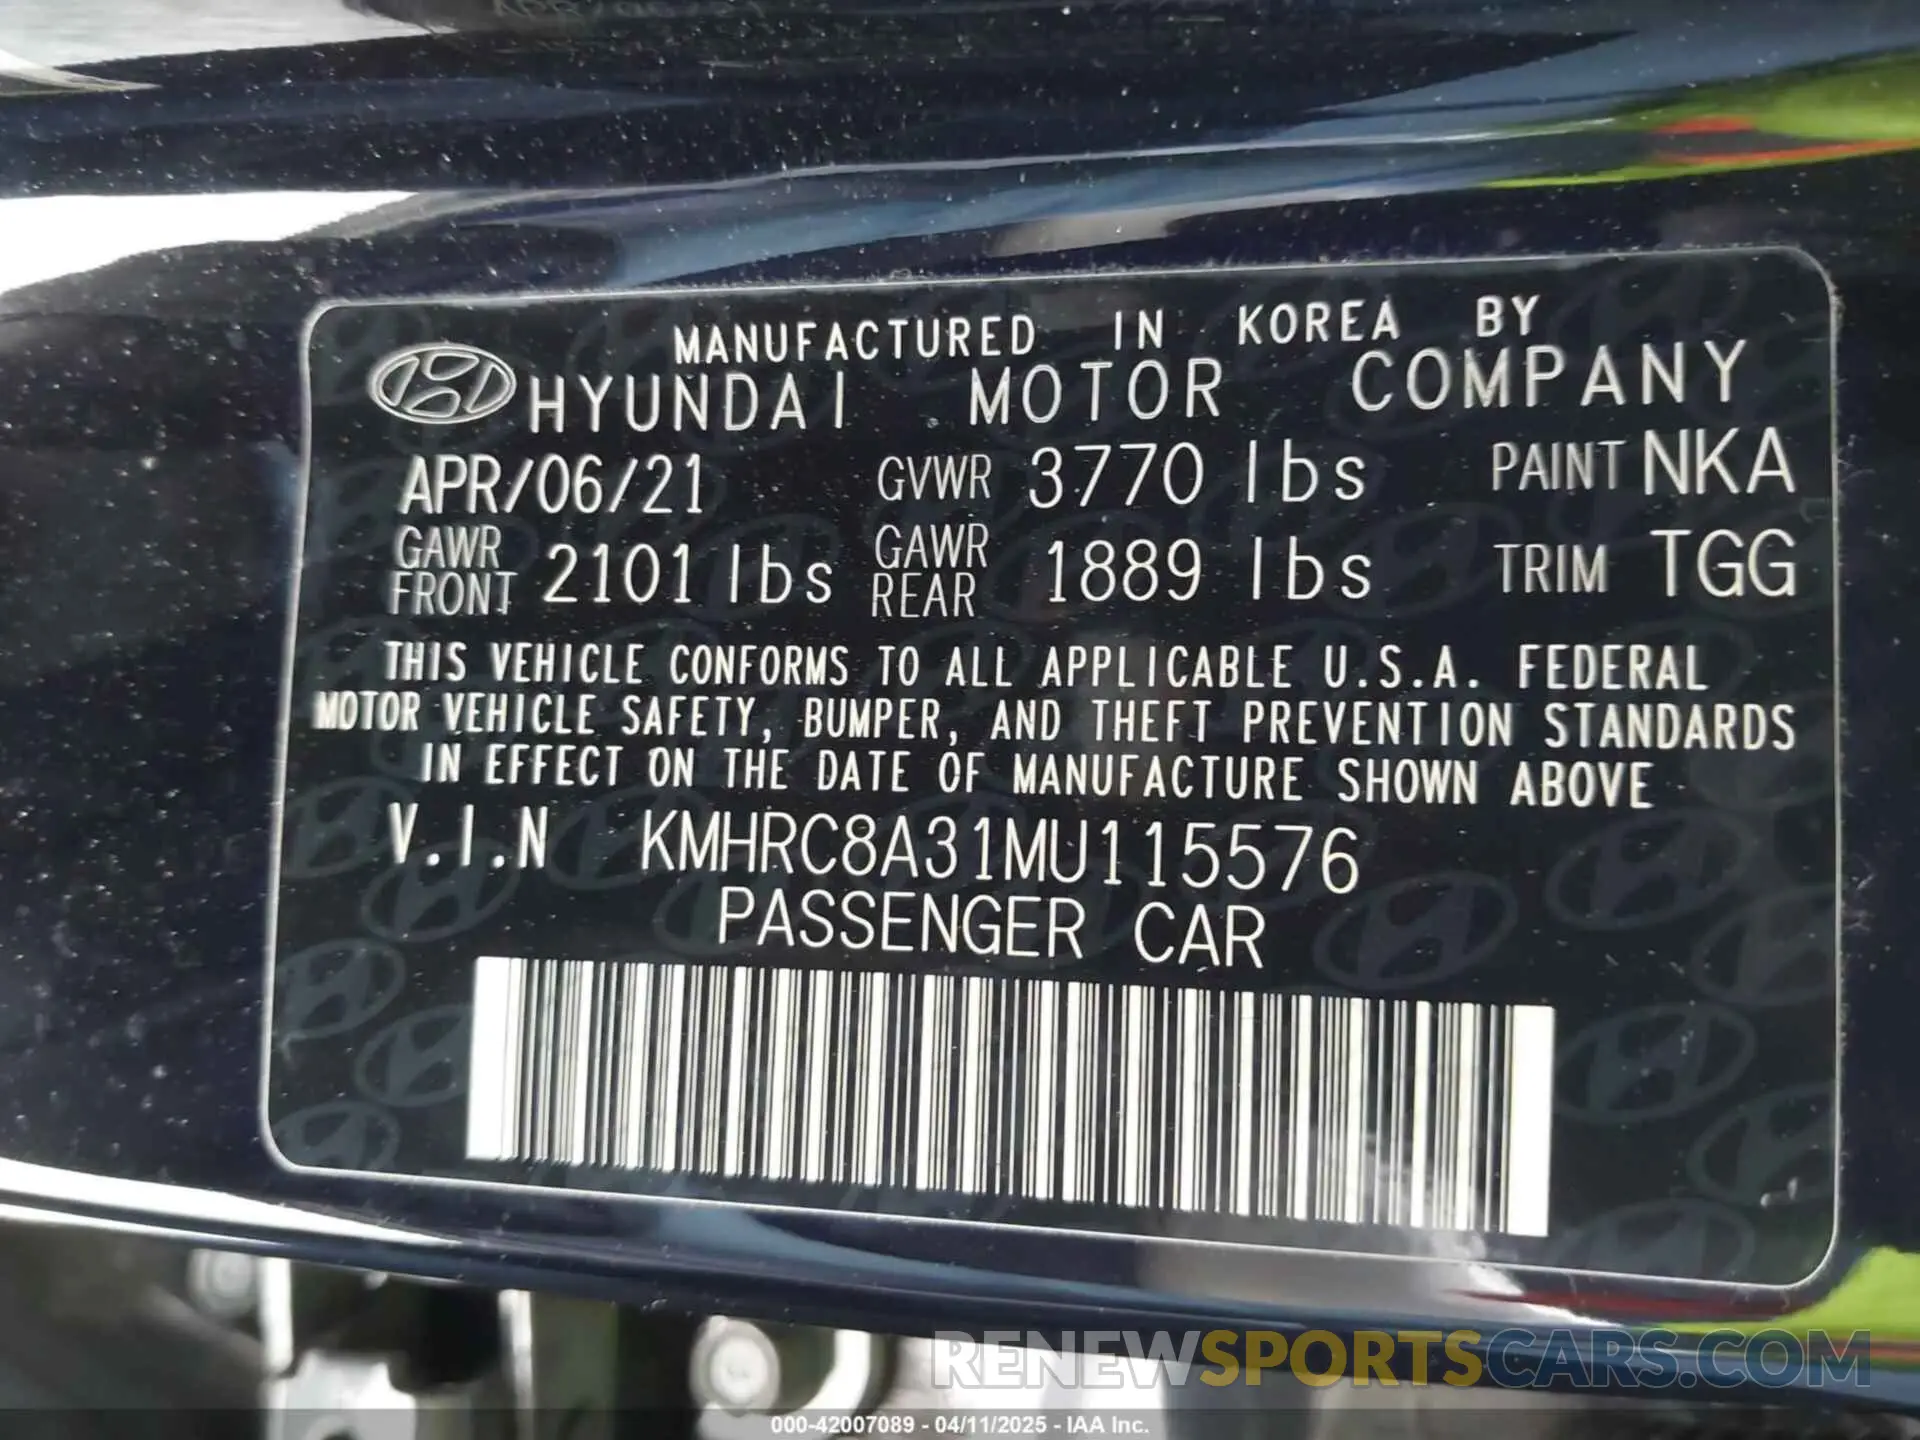 MANUFACTURED IN KOREA BY
HYUNDAI MOTOR COMPANY
APR/06/21 GVWR 3770 lbs PAINT NKA
GAWR FRONT 2101 lbs GAWR REAR 1889 lbs TRIM TGG
THIS VEHICLE CONFORMS TO ALL APPLICABLE U.S.A. FEDERAL
MOTOR VEHICLE SAFETY, BUMPER, AND THEFT PREVENTION STANDARDS
IN EFFECT ON THE DATE OF MANUFACTURE SHOWN ABOVE
V.I.N KMHRC8A31MU115576
PASSENGER CAR
RENEWSPORTSCARS.COM
000-42007089 - 04/11/2025 - IAA Inc.